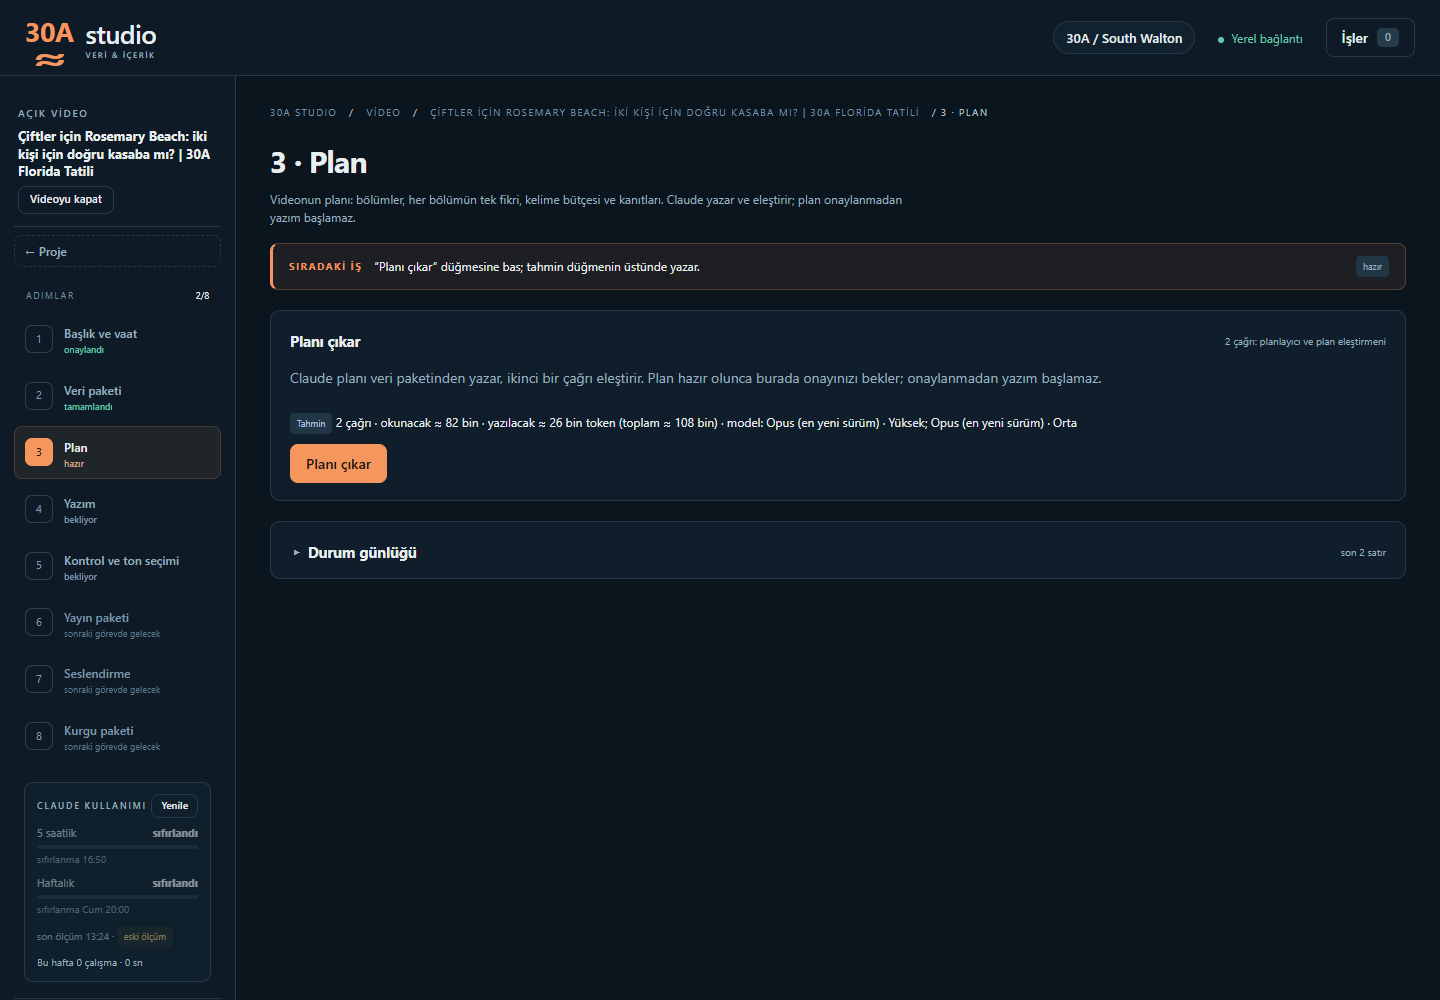 30A studio
VERİ & İÇERİK
30A / South Walton
Yerel bağlantı
İşler 0
AÇIK VİDEO
Çiftler için Rosemary Beach: iki
kişi için doğru kasaba mı? | 30A
Florida Tatili
Videoyu kapat
← Proje
ADIMLAR 2/8
1 Başlık ve vaat
onaylandı
2 Veri paketi
tamamlandı
3 Plan
hazır
4 Yazım
bekliyor
5 Kontrol ve ton seçimi
bekliyor
6 Yayın paketi
sonraki görevde gelecek
7 Seslendirme
sonraki görevde gelecek
8 Kurgu paketi
sonraki görevde gelecek
CLAUDE KULLANIMI Yenile
5 saatlik sıfırlandı
sıfırlanma 16:50
Haftalık sıfırlandı
sıfırlanma Cum 20:00
son ölçüm 13:24 · eski ölçüm
Bu hafta 0 çalışma · 0 sn
30A STUDIO / VİDEO / ÇİFTLER İÇİN ROSEMARY BEACH: İKİ KİŞİ İÇİN DOĞRU KASABA MI? | 30A FLORİDA TATİLİ / 3 · PLAN
3 · Plan
Videonun planı: bölümler, her bölümün tek fikri, kelime bütçesi ve kanıtları. Claude yazar ve eleştirir; plan onaylanmadan
yazım başlamaz.
SIRADAKİ İŞ "Planı çıkar" düğmesine bas; tahmin düğmenin üstünde yazar. hazır
Planı çıkar
2 çağrı: planlayıcı ve plan eleştirmeni
Claude planı veri paketinden yazar, ikinci bir çağrı eleştirir. Plan hazır olunca burada onayınızı bekler; onaylanmadan yazım başlamaz.
Tahmin 2 çağrı · okunacak ≈ 82 bin · yazılacak ≈ 26 bin token (toplam ≈ 108 bin) · model: Opus (en yeni sürüm) · Yüksek; Opus (en yeni sürüm) · Orta
Planı çıkar
Durum günlüğü
son 2 satır